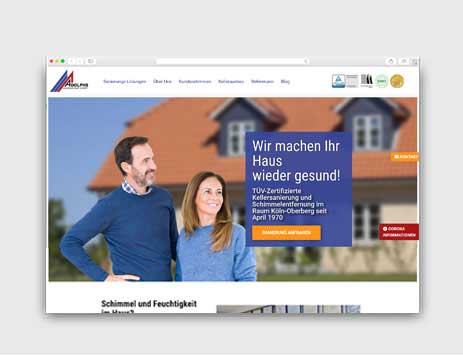 ADOLPHS
Sanierungs-Lösungen Über Uns Kundenstimmen Kellerausbau Referenzen Blog
Wir machen Ihr
Haus
wieder gesund!
TÜV-Zertifizierte
Kellersanierung und
Schimmelentfernung im
Raum Köln-Oberberg seit
April 1970
SANIERUNG ANFRAGEN
KONTAKT
CORONA
INFORMATIONEN
Schimmel und Feuchtigkeit
im Haus?